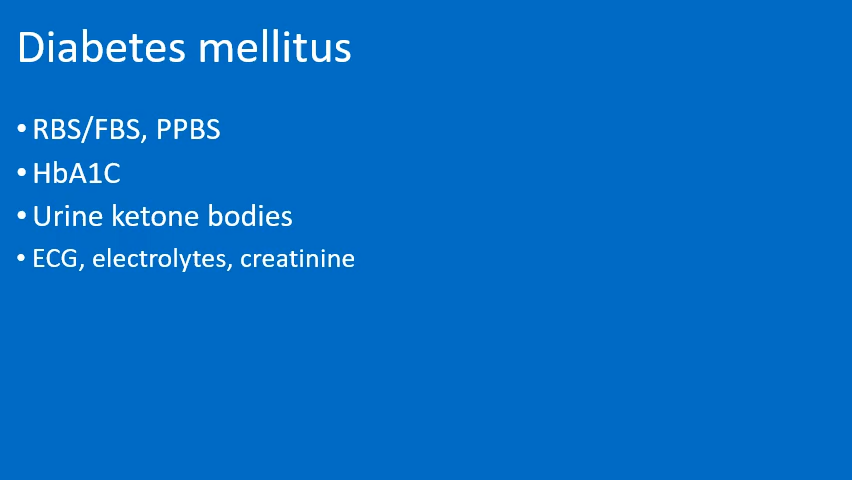 Diabetes mellitus
• RBS/FBS, PPBS
• HbA1C
• Urine ketone bodies
• ECG, electrolytes, creatinine